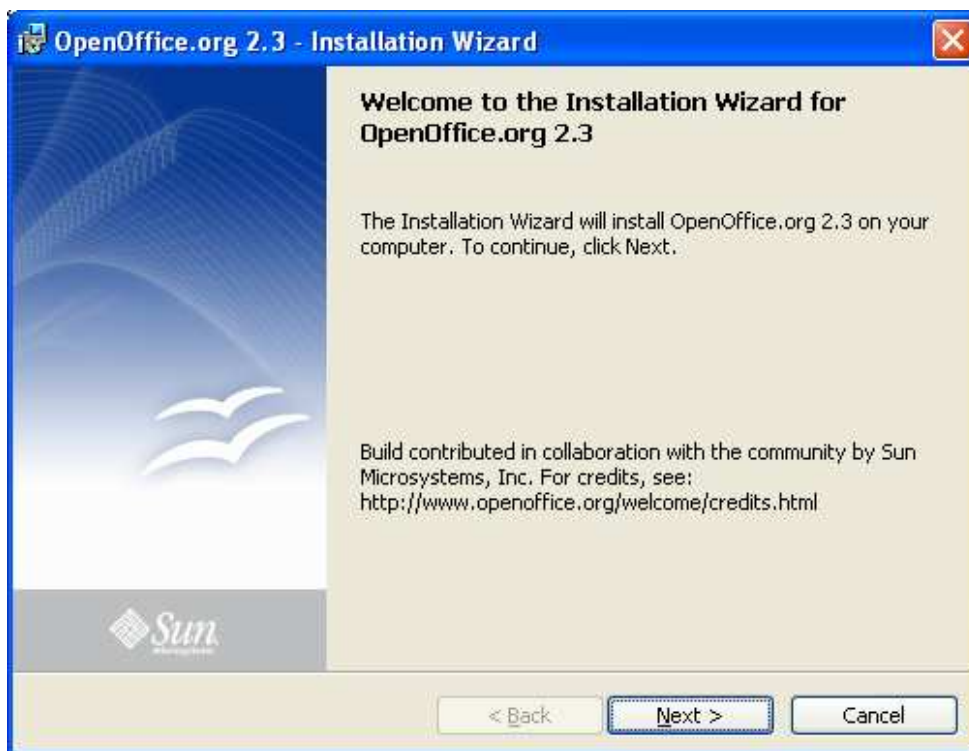 OpenOffice.org 2.3 - Installation Wizard
Welcome to the Installation Wizard for
OpenOffice.org 2.3
The Installation Wizard will install OpenOffice.org 2.3 on your
computer. To continue, click Next.
Build contributed in collaboration with the community by Sun
Microsystems, Inc. For credits, see:
http://www.openoffice.org/welcome/credits.html
Sun
Microsystems
< Back
Next >
Cancel